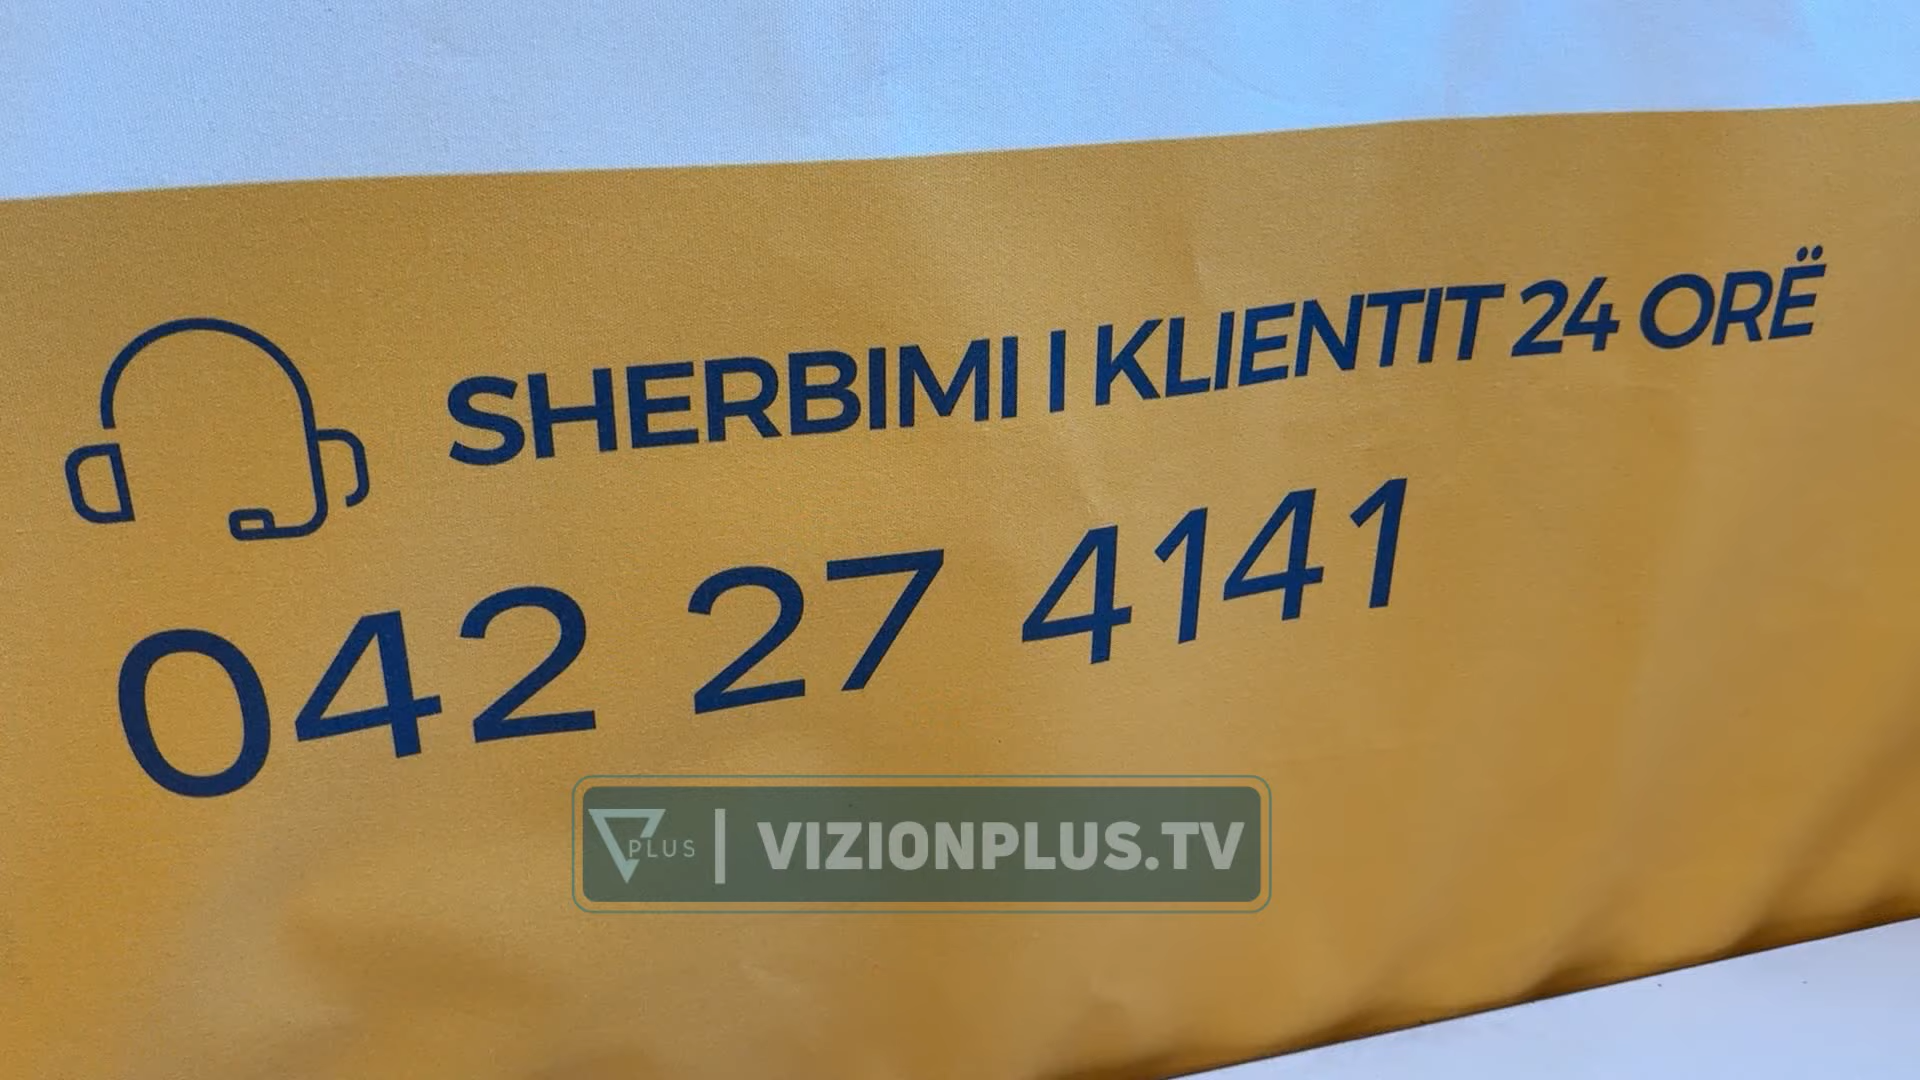 SHERBIMI I KLIENTIT 24 ORË
042 27 4141
PLUS | VIZIONPLUS.TV